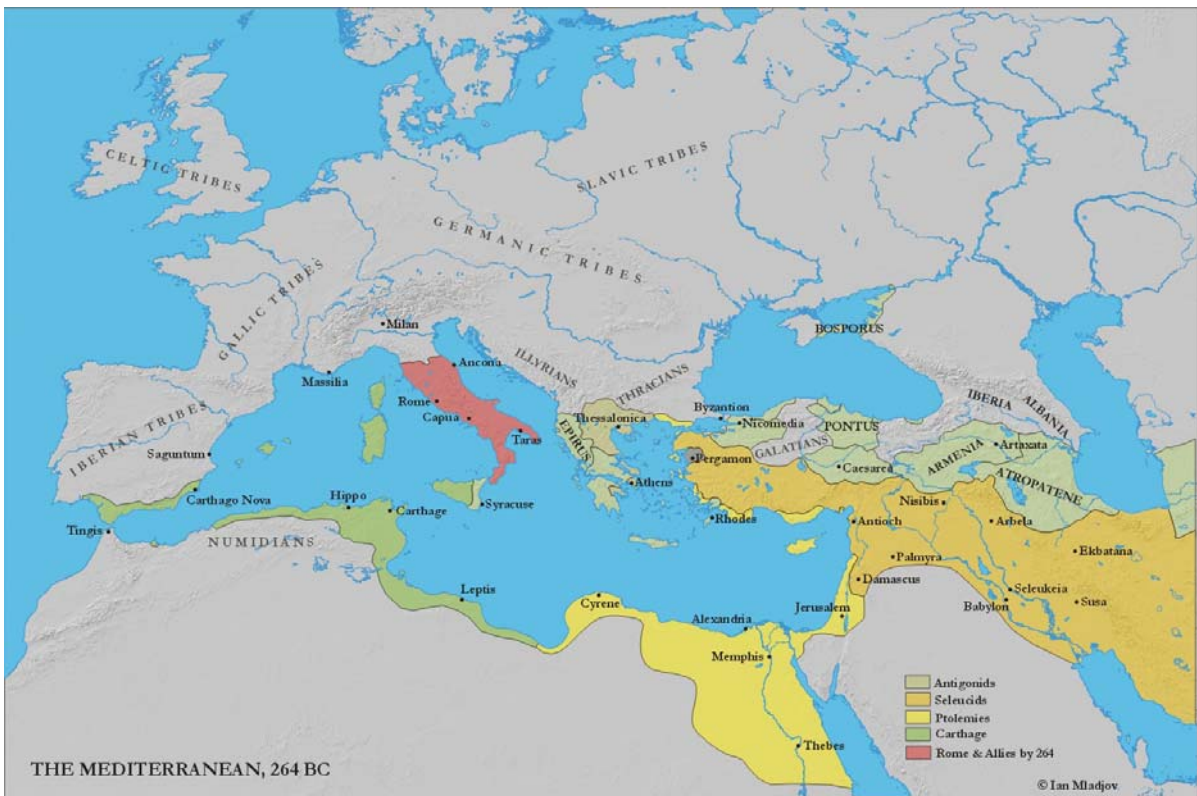 CELTIC TRIBES
SLAVIC TRIBES
GERMANIC TRIBES
GALLIC TRIBES
BOSPORUS
Milan
ILLYRIANS
Ancona
THRACIANS
Massilia
IBERIAN TRIBES
Rome
Capua
Taras
EPIRUS
Thessalonica
Byzantion
Nicomedia
PONTUS
IBERIA
ALBANIA
GALATIANS
ARMENIA
Artaxata
Saguntum
Pergamon
Caesarea
ATROPATENE
Athens
Nisibis
Carthago Nova
Hippo
Carthage
Syracuse
Rhodes
Antioch
Arbela
Tingis
NUMIDIANS
Ekbatana
Palmyra
Damascus
Seleukeia
Leptis
Cyrene
Jerusalem
Babylon
Susa
Alexandria
Memphis
Thebes
Antigonids
Seleucids
Ptolemies
Carthage
Rome & Allies by 264
THE MEDITERRANEAN, 264 BC
© Ian Mladjov